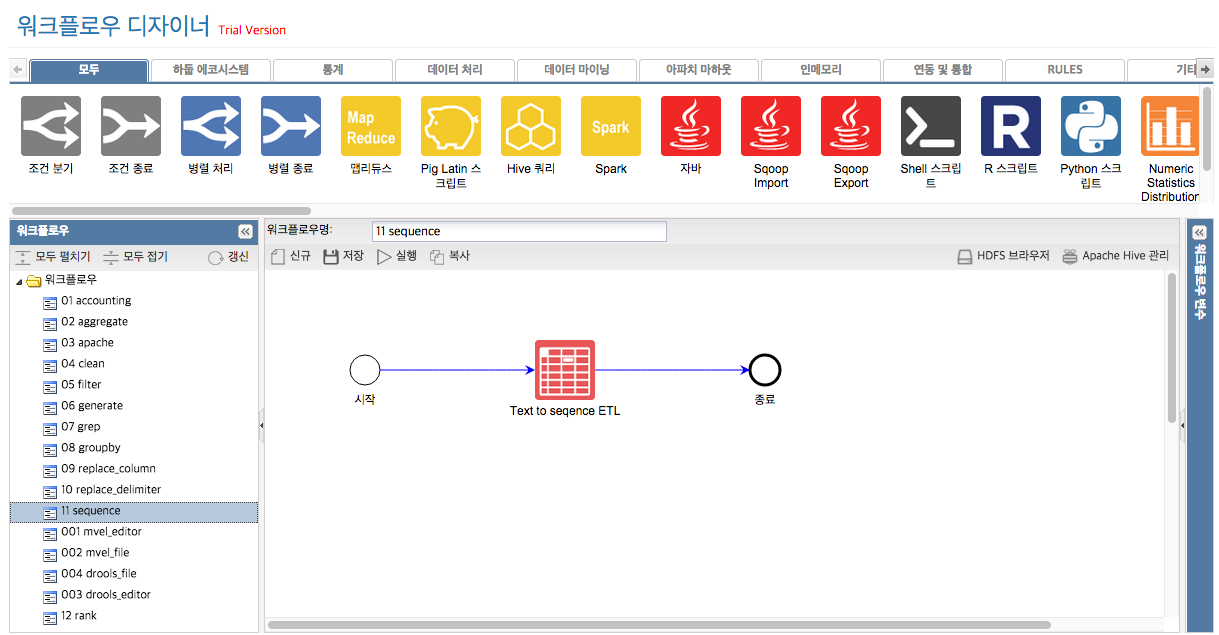 워크플로우 디자이너 Trial Version
모두
하둡 에코시스템
통계
데이터 처리
데이터 마이닝
아파치 마하웃
인메모리
연동 및 통합
RULES
기타
Map
Reduce
Spark
조건 분기
조건 종료
병렬 처리
병렬 종료
맵리듀스
Pig Latin 스
크립트
Hive 쿼리
Spark
자바
Sqoop
Import
Sqoop
Export
Shell 스크립
트
R
R 스크립트
Python 스크
립트
Numeric
Statistics
Distribution
워크플로우
모두 펼치기
모두 접기
갱신
워크플로우
01 accounting
02 aggregate
03 apache
04 clean
05 filter
06 generate
07 grep
08 groupby
09 replace_column
10 replace_delimiter
11 sequence
001 mvel_editor
002 mvel_file
004 drools_file
003 drools_editor
12 rank
워크플로우명:
11 sequence
신규
저장
실행
복사
HDFS 브라우저
Apache Hive 관리
시작
Text to seqence ETL
종료
워크플로우 변수